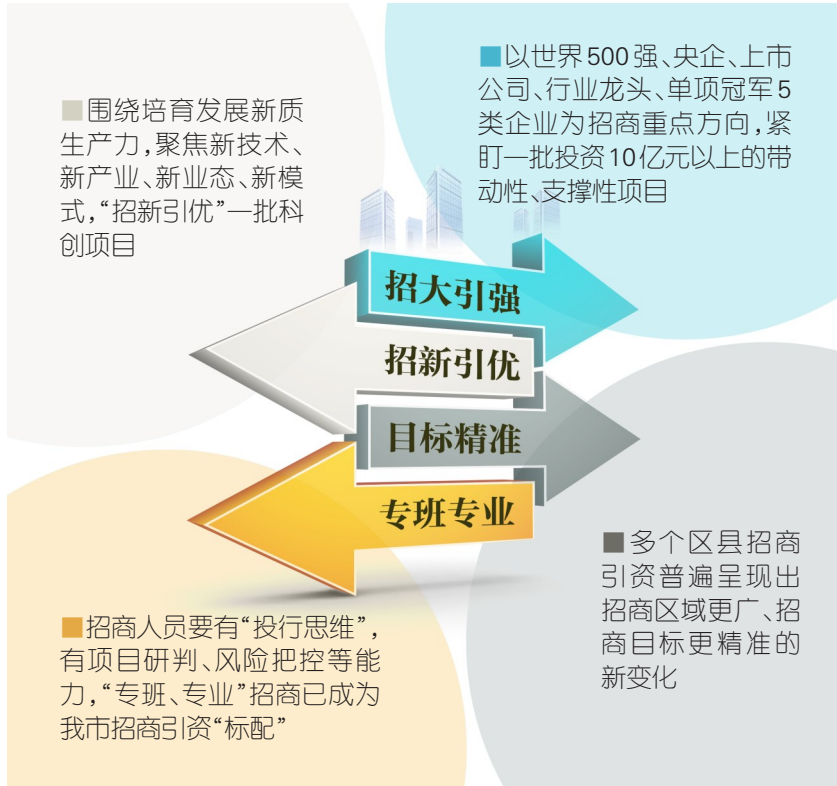 ■围绕培育发展新质
生产力，聚焦新技术、
新产业、新业态、新模
式，“招新引优”一批科
创项目
■以世界500强、央企、上市
公司、行业龙头、单项冠军5
类企业为招商重点方向，紧
盯一批投资10亿元以上的带
动性、支撑性项目
招大引强
招新引优
目标精准
专班专业
■多个区县招商
引资普遍呈现出
招商区域更广、招
商目标更精准的
新变化
■招商人员要有“投行思维”，
有项目研判、风险把控等能
力，“专班、专业”招商已成为
我市招商引资“标配”